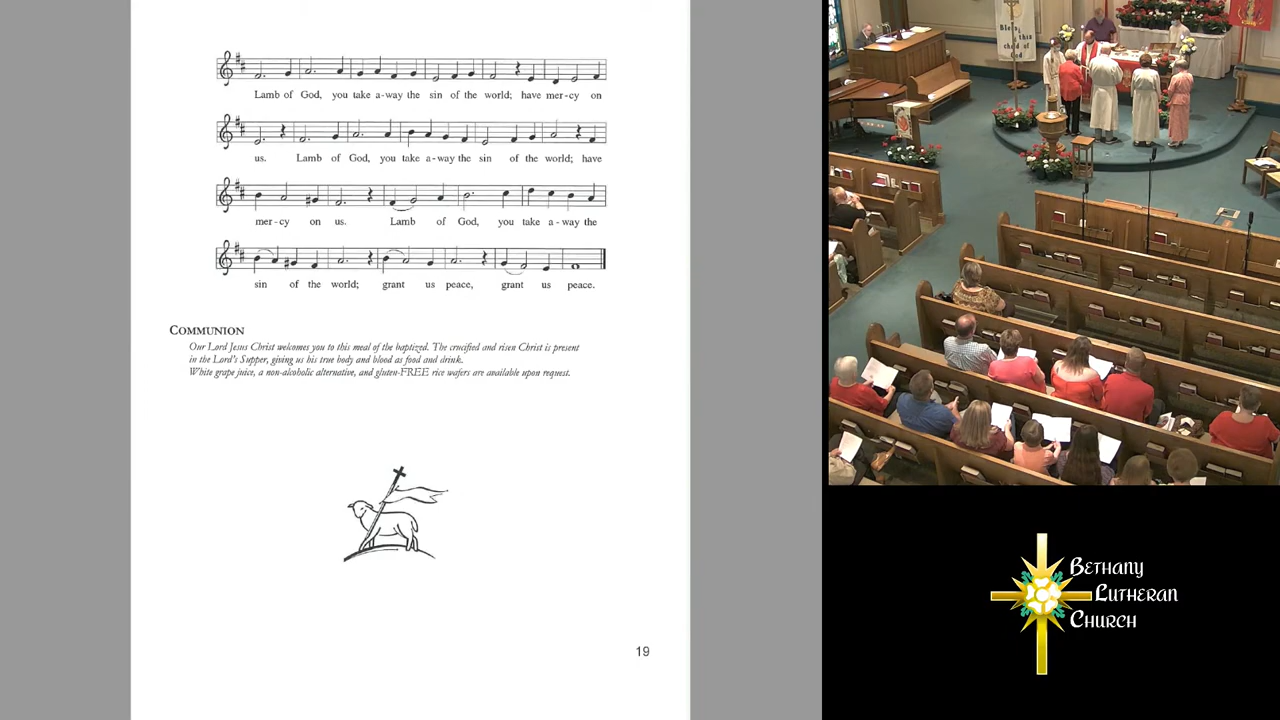 Lamb of God, you take a-way the sin of the world; have mer-cy on
us. Lamb of God, you take a-way the sin of the world; have
mer-cy on us. Lamb of God, you take a-way the
sin of the world; grant us peace, grant us peace.
COMMUNION
Our Lord Jesus Christ welcomes you to this meal of the baptized. The crucified and risen Christ is present
in the Lord's Supper, giving us his true body and blood as food and drink.
White grape juice, a non-alcoholic alternative, and gluten-FREE rice wafers are available upon request.
19
Bless
this
child of
God
BETHANY
LUTHERAN
CHURCH